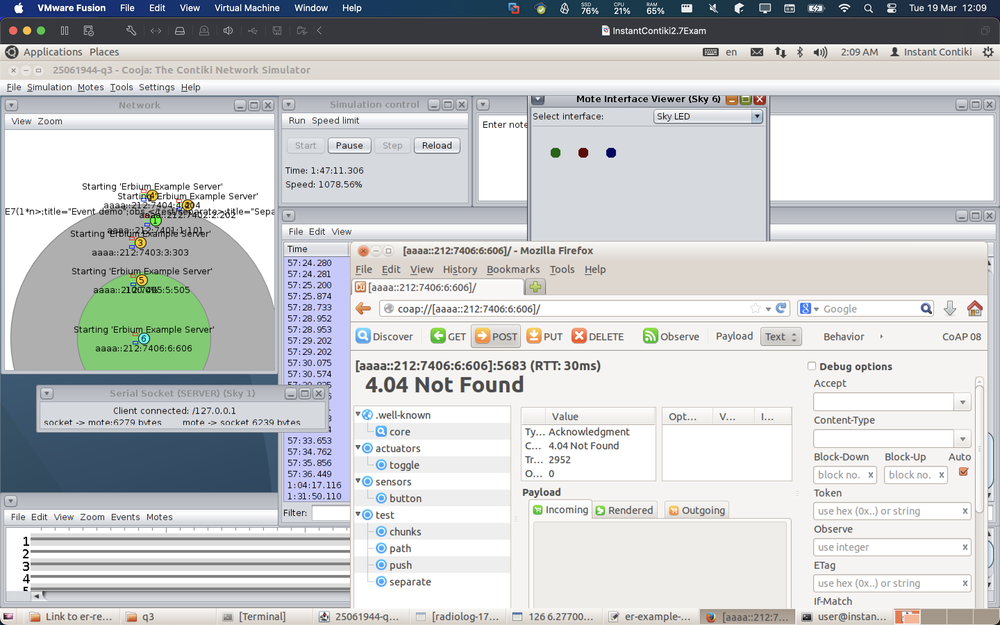 VMware Fusion File Edit View Virtual Machine Window Help SSD 76% CPU 21% RAM 65% Tue 19 Mar 12:09
InstantContiki2.7Exam
Applications Places en 2:09 AM Instant Contiki
25061944-q3 - Cooja: The Contiki Network Simulator
File Simulation Motes Tools Settings Help
Network
View Zoom
Starting 'Erbium Example Server'
4
Starting 'Erbium Example Server'
E7(1*n>;title="Event demo";obs,</test/separate>;title="Sepa
aaaa::212:7402:2:202
1
aaaa::212:7401:1:101
Starting 'Erbium Example Server'
3
aaaa::212:7403:3:303
Starting 'Erbium Example Server'
5
Starting 'Erbium Example Server'
6
aaaa::212:7406:6:606
Simulation control
Run Speed limit
Start Pause Step Reload
Time: 1:47:11.306
Speed: 1078.56%
Enter note
Mote Interface Viewer (Sky 6)
Select interface: Sky LED
File Edit View
Time
57:24.280
57:24.281
57:25.200
57:25.874
57:28.733
57:28.952
57:28.953
57:29.202
57:29.202
57:30.075
57:30.574
57:33.653
57:34.762
57:35.856
57:36.449
1:04:17.116
1:31:50.110
Filter:
Serial Socket (SERVER) (Sky 1)
Client connected: /127.0.0.1
socket -> mote:6279 bytes mote -> socket 6239 bytes
File Edit View Zoom Events Motes
1
2
3
4
5
[aaaa::212:7406:6:606]/ - Mozilla Firefox
File Edit View History Bookmarks Tools Help
Cu [aaaa::212:7406:6:606]/
coap://[aaaa::212:7406:6:606]/ 8 Google
Discover GET POST PUT DELETE Observe Payload Text Behavior CoAP 08
[aaaa::212:7406:6:606]:5683 (RTT: 30ms)
4.04 Not Found
.well-known
core
actuators
toggle
sensors
button
test
chunks
path
push
separate
Value
Ty... Acknowledgment
C... 4.04 Not Found
Tr... 2952
O... 0
Opt... V... I...
Payload
Incoming Rendered Outgoing
Debug options
Accept
Content-Type
Block-Down Block-Up Auto
block no. x block no. x
Token
use hex (0x..) or string x
Observe
use integer x
ETag
use hex (0x..) or string x
If-Match
Link to er-re... q3 [Terminal] 25061944-q... [radiolog-17... 126 6.27700... er-example-... [aaaa::212:7... user@instan...